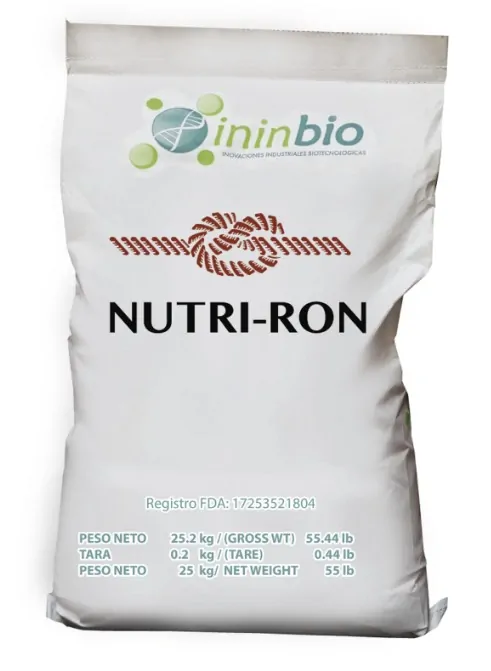 ininbio
INOVACIONES INDUSTRIALES BIOTECNOLOGICAS
NUTRI-RON
Registro FDA: 17253521804
PESO NETO 25.2 kg / (GROSS WT) 55.44 lb
TARA 0.2 kg / (TARE) 0.44 lb
PESO NETO 25 kg/ NET WEIGHT 55 lb